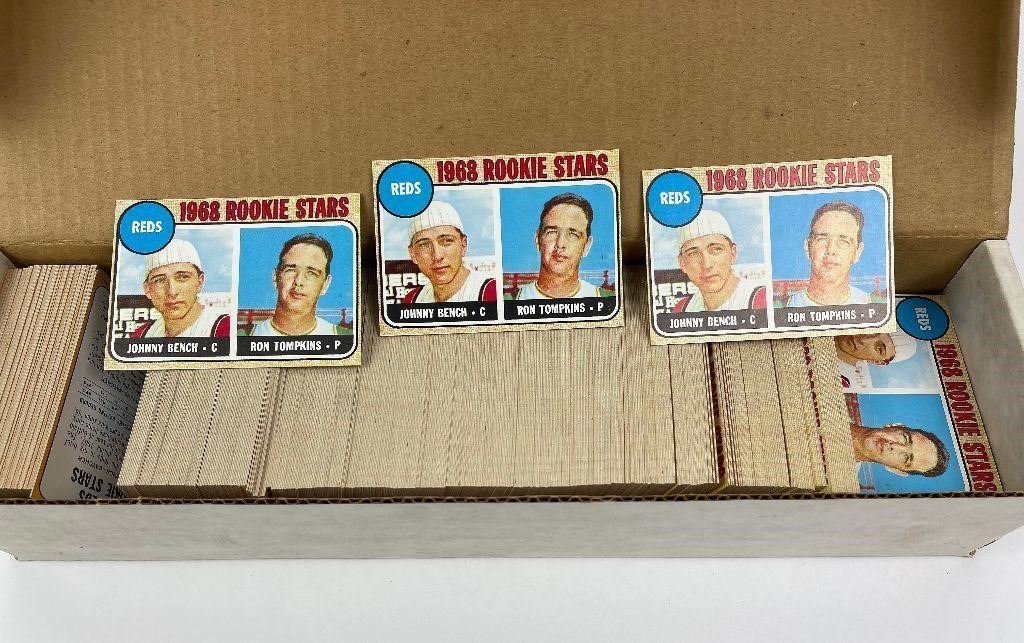 REDS
1968 ROOKIE STARS
JOHNNY BENCH • C
RON TOMPKINS • P
REDS
1968 ROOKIE STARS
JOHNNY BENCH • C
RON TOMPKINS • P
REDS
1968 ROOKIE STARS
JOHNNY BENCH • C
RON TOMPKINS • P
REDS
1968 ROOKIE STARS